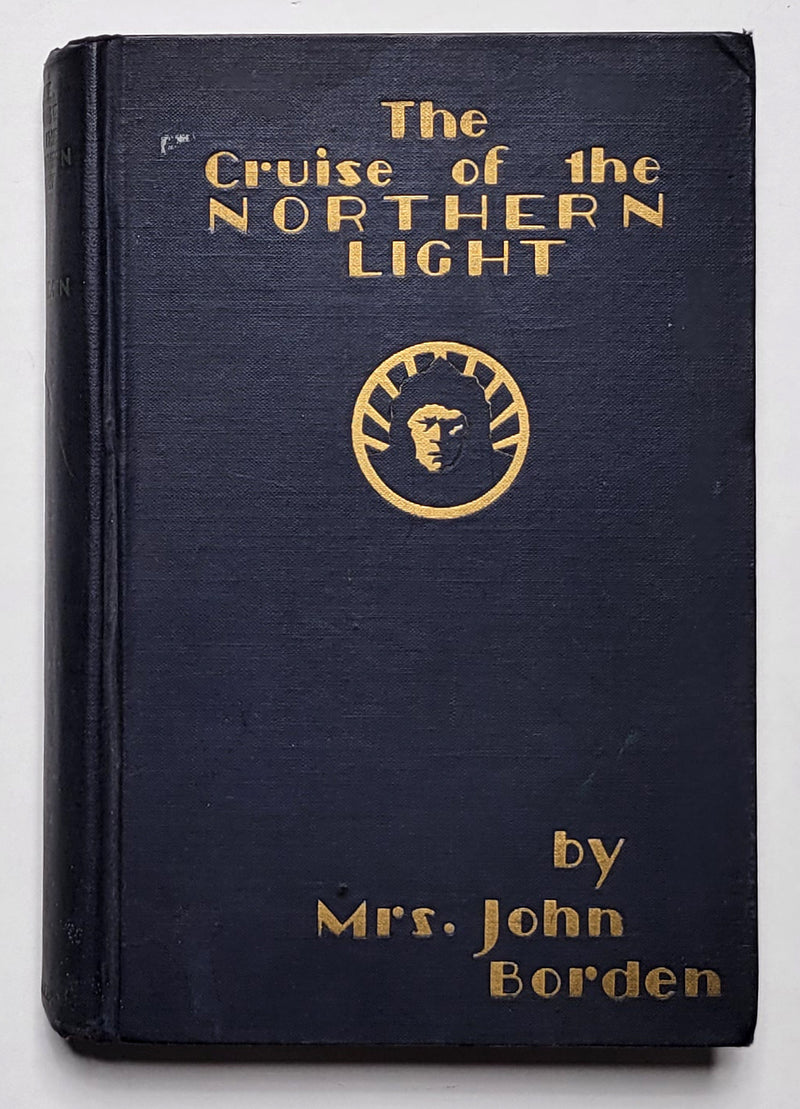 The
Cruise of the
NORTHERN
LIGHT
by
Mrs. John
Borden